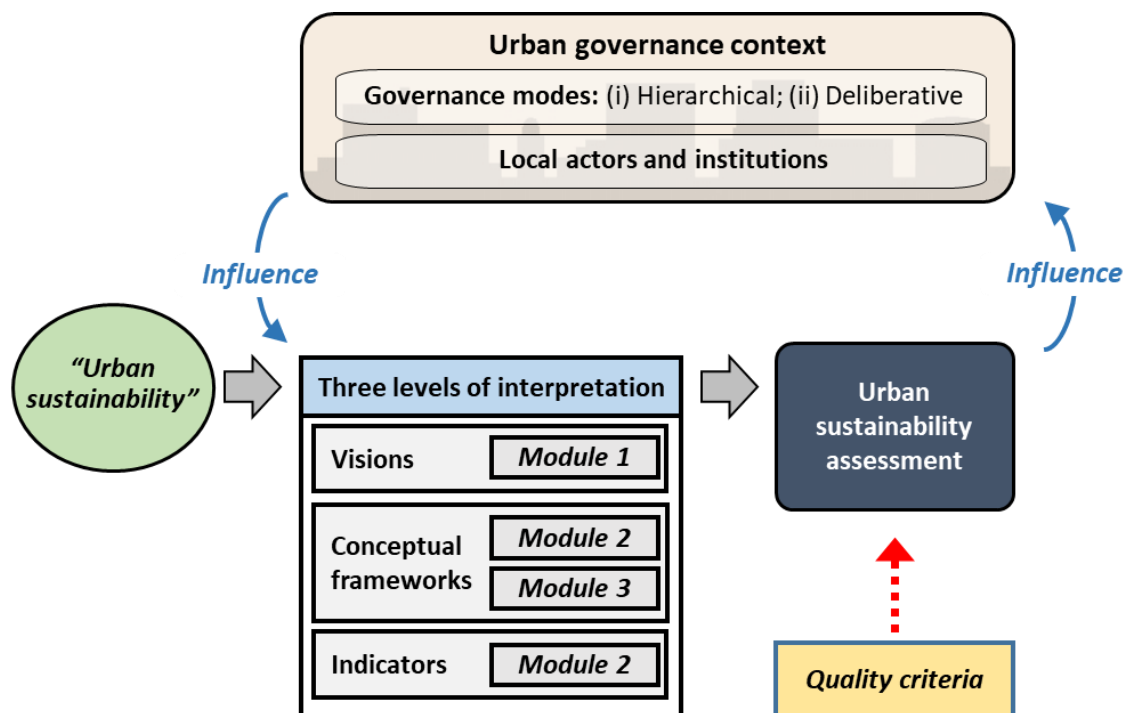 Urban governance context
Governance modes: (i) Hierarchical; (ii) Deliberative
Local actors and institutions
Influence
Influence
“Urban
sustainability”
Three levels of interpretation
Visions
Module 1
Conceptual
frameworks
Module 2
Module 3
Indicators
Module 2
Urban
sustainability
assessment
Quality criteria